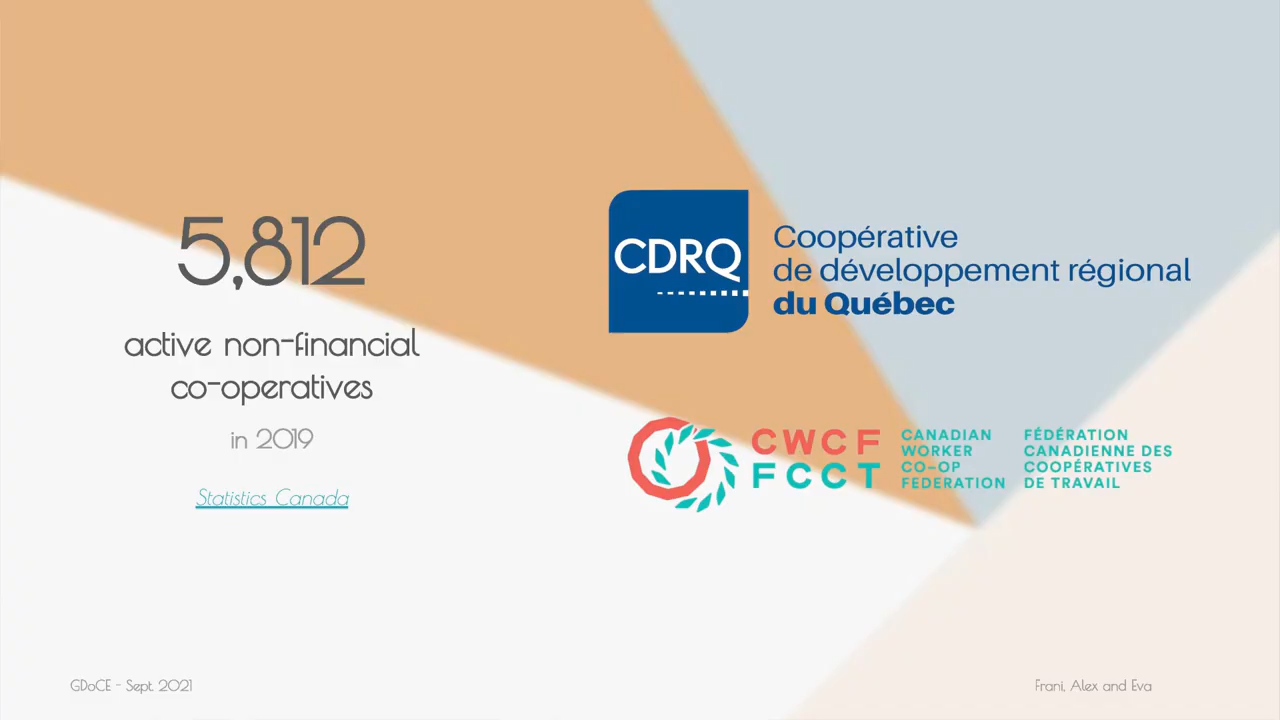 5,812
active non-financial
co-operatives
in 2019
Statistics Canada
CDRQ
Coopérative
de développement régional
du Québec
CWCF
FCCT
CANADIAN
WORKER
CO-OP
FEDERATION
FÉDÉRATION
CANADIENNE DES
COOPÉRATIVES
DE TRAVAIL
GDoCE - Sept. 2021
Frani, Alex and Eva